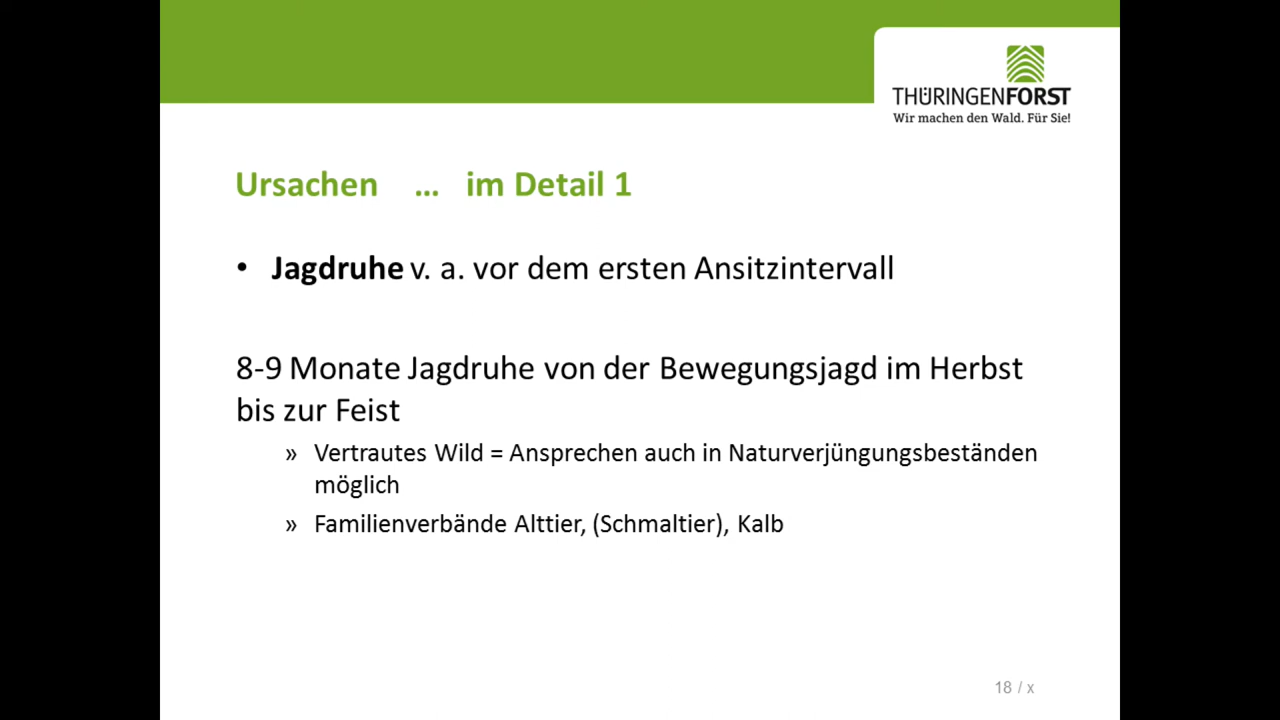 THÜRINGENFORST
Wir machen den Wald. Für Sie!
Ursachen … im Detail 1
• Jagdruhe v. a. vor dem ersten Ansitzintervall
8-9 Monate Jagdruhe von der Bewegungsjagd im Herbst
bis zur Feist
» Vertrautes Wild = Ansprechen auch in Naturverjüngungsbeständen
möglich
» Familienverbände Alttier, (Schmaltier), Kalb
18 / x